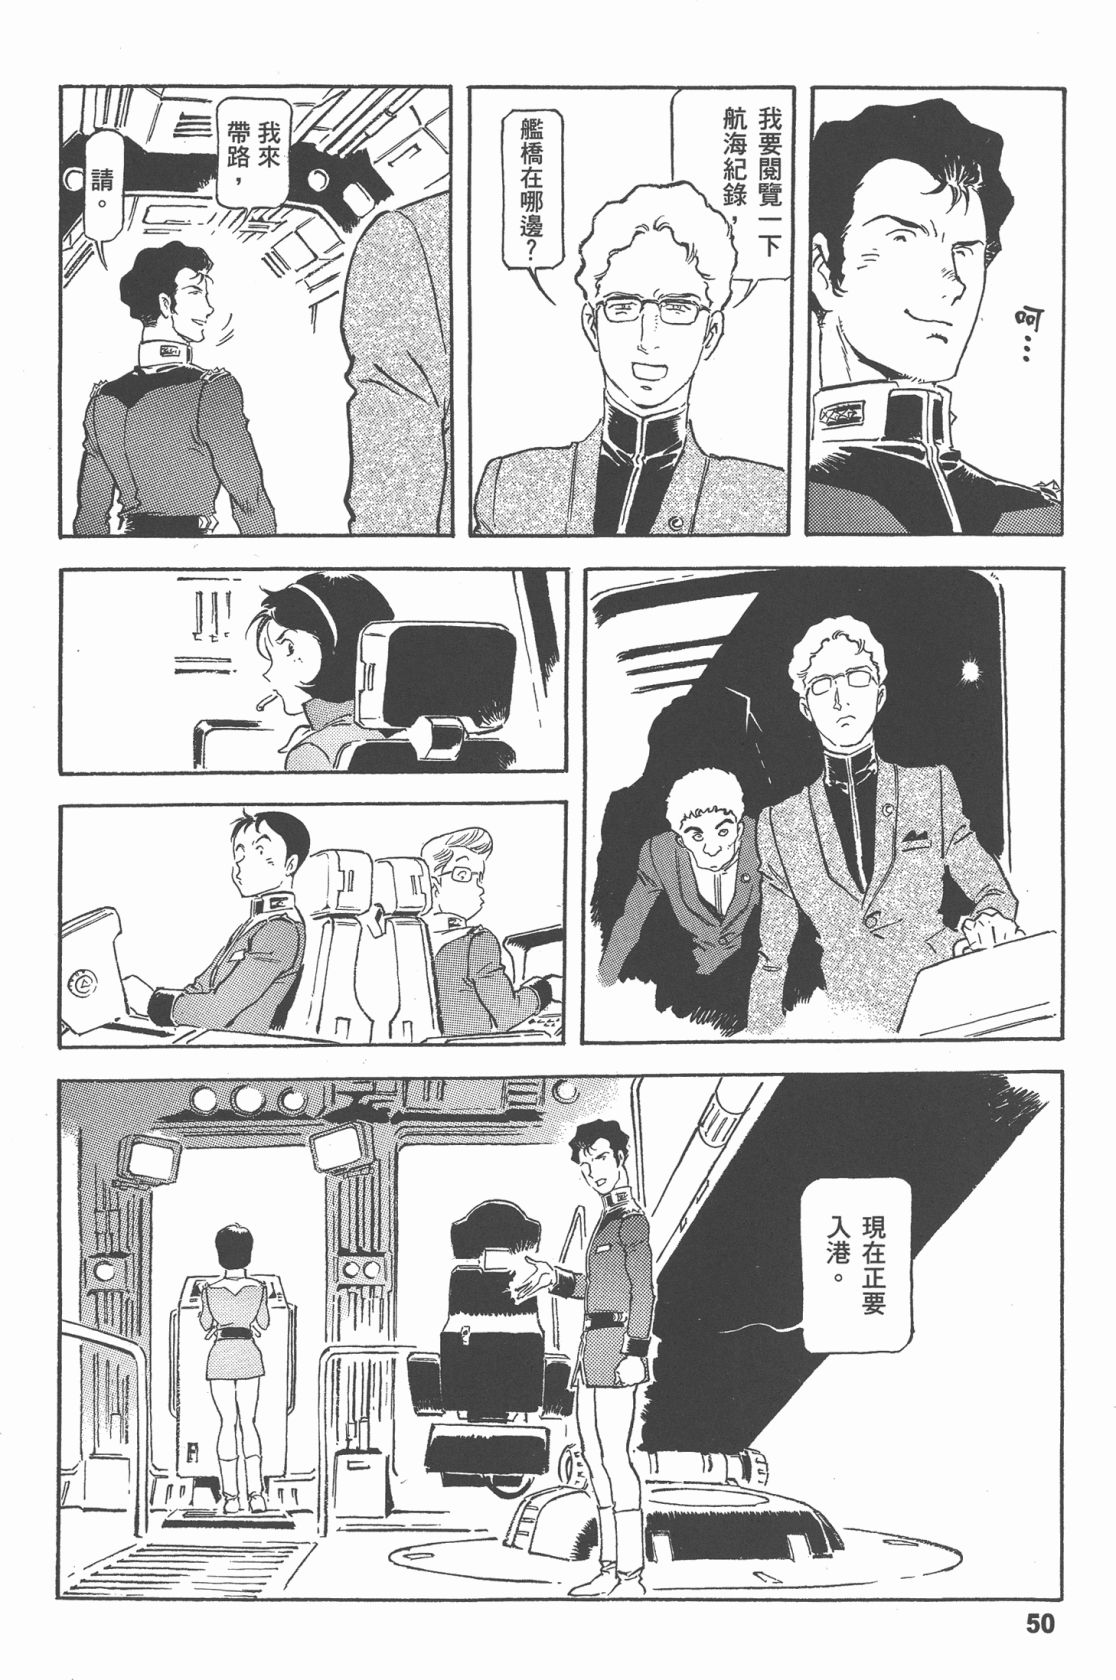 呵…
我要閱覽一下
航海紀錄，
艦橋在哪邊？
我來
帶路，
請。
現在正要
入港。
50